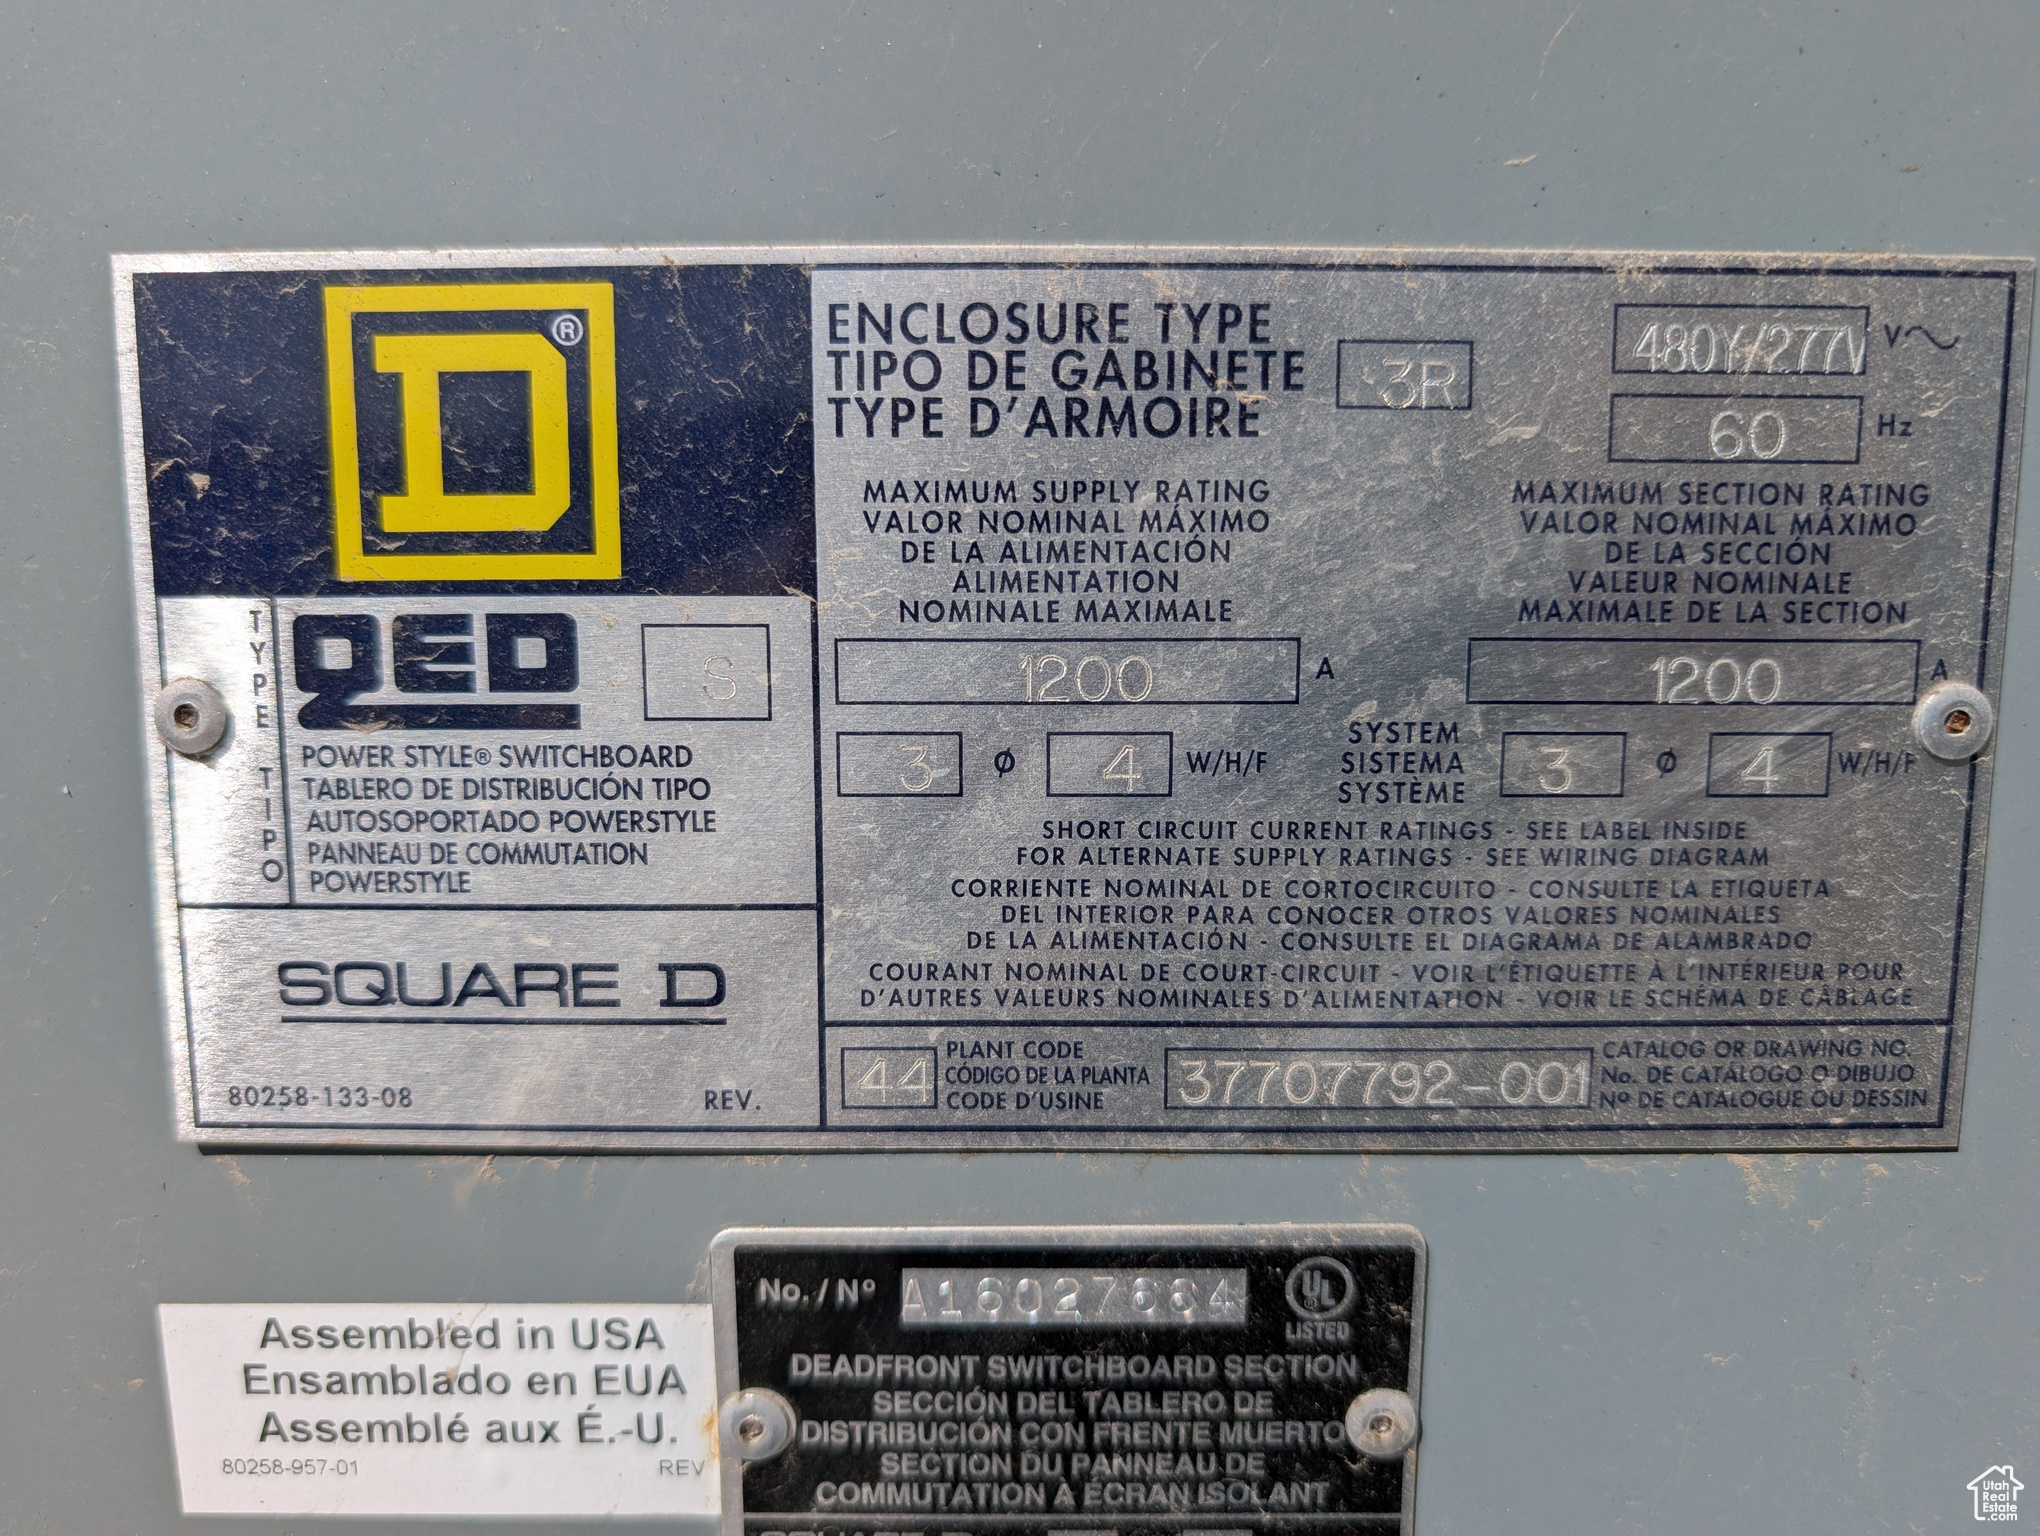 D®
TYPE TIPO
QED
S
POWER STYLE® SWITCHBOARD
TABLERO DE DISTRIBUCIÓN TIPO
AUTOSOPORTADO POWERSTYLE
PANNEAU DE COMMUTATION
POWERSTYLE
SQUARE D
80258-133-08 REV.
ENCLOSURE TYPE
TIPO DE GABINETE
TYPE D'ARMOIRE
3R
480Y/277V V~
60 Hz
MAXIMUM SUPPLY RATING
VALOR NOMINAL MÁXIMO
DE LA ALIMENTACIÓN
ALIMENTATION
NOMINALE MAXIMALE
1200 A
3 Ø 4 W/H/F
MAXIMUM SECTION RATING
VALOR NOMINAL MÁXIMO
DE LA SECCIÓN
VALEUR NOMINALE
MAXIMALE DE LA SECTION
1200 A
SYSTEM
SISTEMA
SYSTÈME
3 Ø 4 W/H/F
SHORT CIRCUIT CURRENT RATINGS - SEE LABEL INSIDE
FOR ALTERNATE SUPPLY RATINGS - SEE WIRING DIAGRAM
CORRIENTE NOMINAL DE CORTOCIRCUITO - CONSULTE LA ETIQUETA
DEL INTERIOR PARA CONOCER OTROS VALORES NOMINALES
DE LA ALIMENTACIÓN - CONSULTE EL DIAGRAMA DE ALAMBRADO
COURANT NOMINAL DE COURT-CIRCUIT - VOIR L'ÉTIQUETTE À L'INTÉRIEUR POUR
D'AUTRES VALEURS NOMINALES D'ALIMENTATION - VOIR LE SCHÉMA DE CÂBLAGE
44
PLANT CODE
CÓDIGO DE LA PLANTA
CODE D'USINE
37707792-001
CATALOG OR DRAWING NO.
No. DE CATÁLOGO O DIBUJO
Nº DE CATALOGUE OU DESSIN
Assembled in USA
Ensamblado en EUA
Assemblé aux É.-U.
80258-957-01 REV
No. / Nº
UL
LISTED
DEADFRONT SWITCHBOARD SECTION
SECCIÓN DEL TABLERO DE
DISTRIBUCIÓN CON FRENTE MUERTO
SECTION DU PANNEAU DE
COMMUTATION À ÉCRAN ISOLANT
Utah
Real
Estate
.com